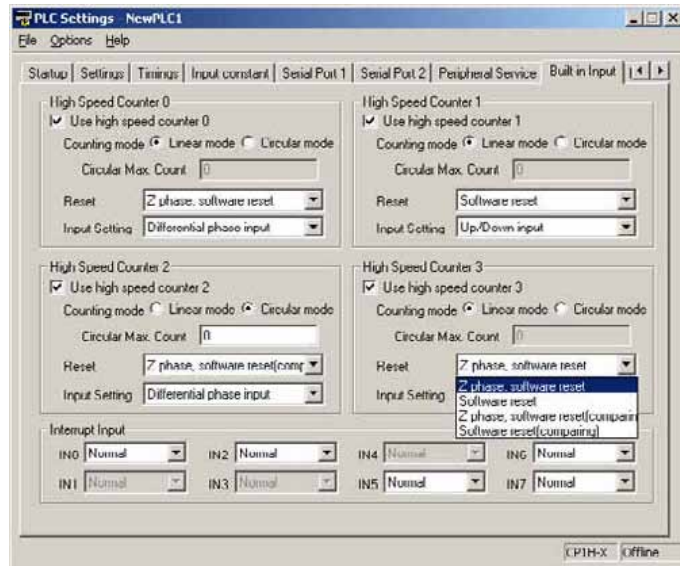 PLC Settings - NewPLC1
File Options Help
Startup Settings Timings Input constant Serial Port 1 Serial Port 2 Peripheral Service Built in Input
High Speed Counter 0
Use high speed counter 0
Counting mode Linear mode Circular mode
Circular Max. Count 0
Reset Z phase, software reset
Input Setting Differential phase input
High Speed Counter 1
Use high speed counter 1
Counting mode Linear mode Circular mode
Circular Max. Count 0
Reset Software reset
Input Setting Up/Down input
High Speed Counter 2
Use high speed counter 2
Counting mode Linear mode Circular mode
Circular Max. Count 0
Reset Z phase, software reset(comp
Input Setting Differential phase input
High Speed Counter 3
Use high speed counter 3
Counting mode Linear mode Circular mode
Circular Max. Count 0
Reset Z phase, software reset
Z phase, software reset
Software reset
Z phase, software reset(comparin
Software reset(comparing)
Input Setting
Interrupt Input
IN0 Normal IN2 Normal IN4 Normal IN6 Normal
IN1 Normal IN3 Normal IN5 Normal IN7 Normal
CP1H-X Offline